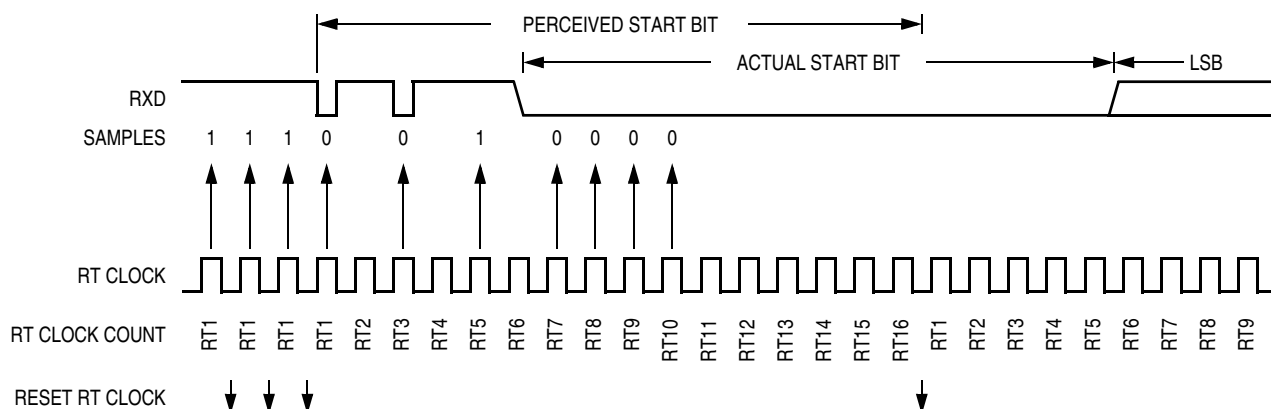 PERCEIVED START BIT
ACTUAL START BIT LSB
RXD
SAMPLES 1 1 1 0 0 1 0 0 0 0
RT CLOCK
RT CLOCK COUNT RT1 RT1 RT1 RT1 RT2 RT3 RT4 RT5 RT6 RT7 RT8 RT9 RT10 RT11 RT12 RT13 RT14 RT15 RT16 RT1 RT2 RT3 RT4 RT5 RT6 RT7 RT8 RT9
RESET RT CLOCK